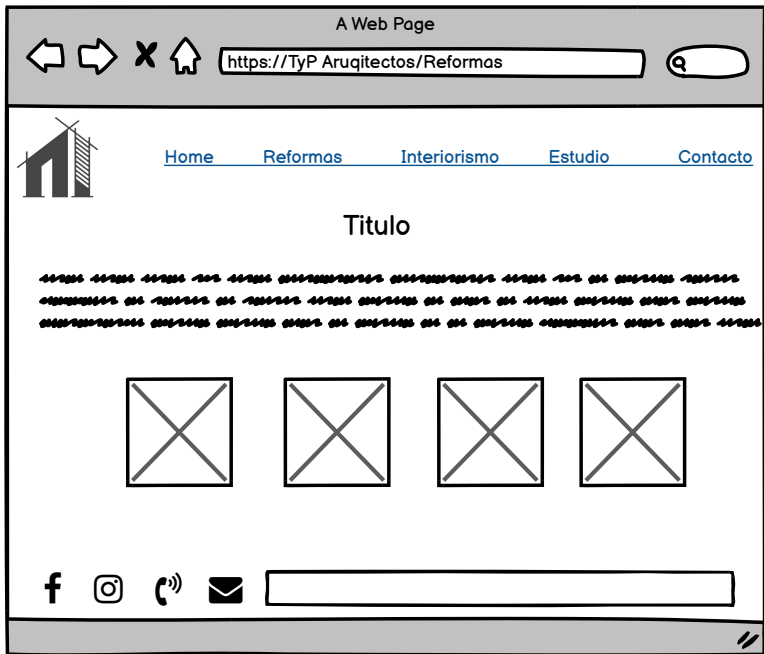 A Web Page
https://TyP Aruqitectos/Reformas
Home Reformas Interiorismo Estudio Contacto
Titulo